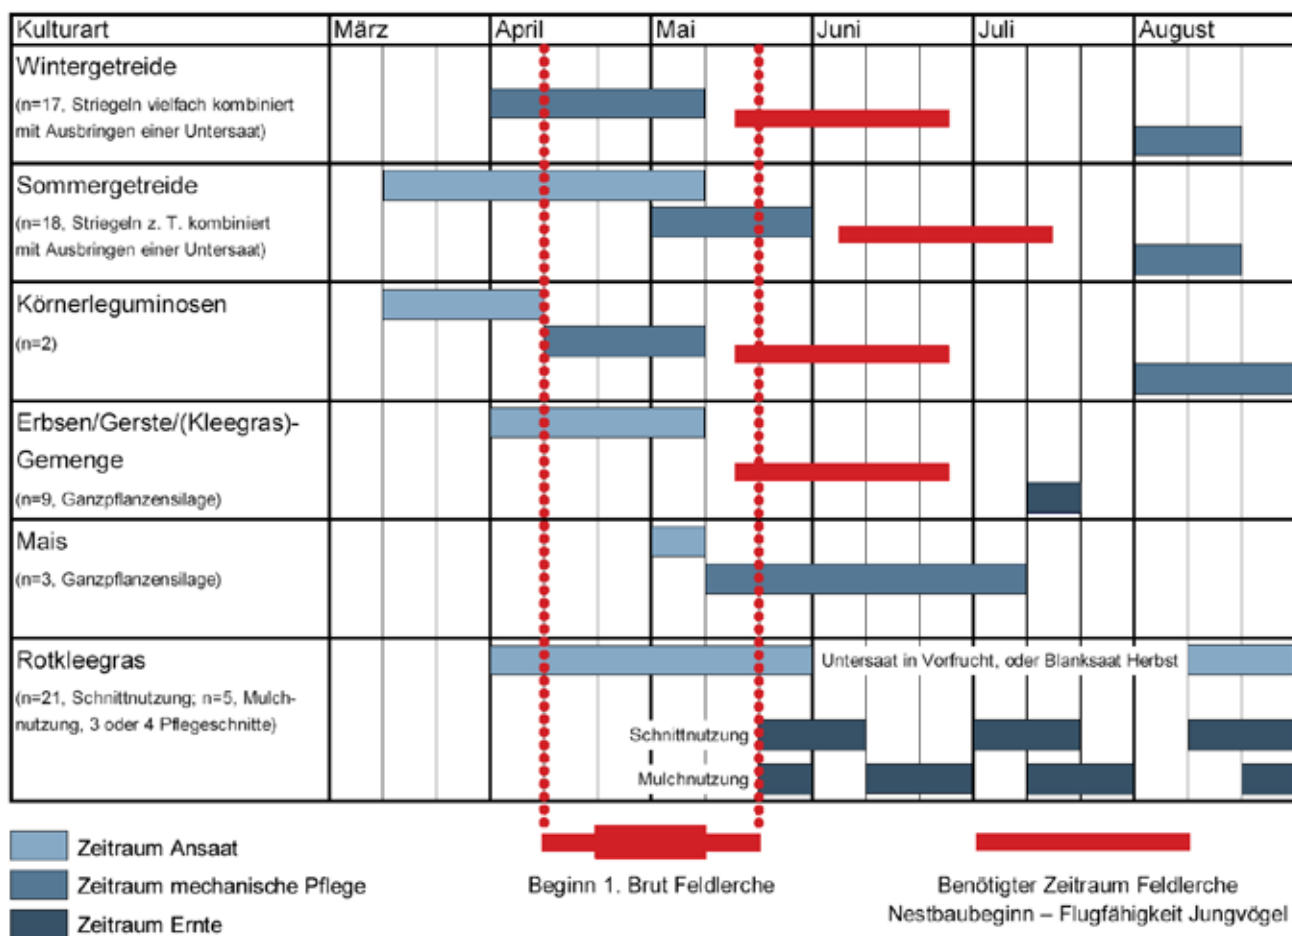 Kulturart März April Mai Juni Juli August
Wintergetreide
(n=17, Striegeln vielfach kombiniert
mit Ausbringen einer Untersaat)
Sommergetreide
(n=18, Striegeln z. T. kombiniert
mit Ausbringen einer Untersaat)
Körnerleguminosen
(n=2)
Erbsen/Gerste/(Kleegras)-
Gemenge
(n=9, Ganzpflanzensilage)
Mais
(n=3, Ganzpflanzensilage)
Rotkleegras
Untersaat in Vorfrucht, oder Blanksaat Herbst
(n=21, Schnittnutzung; n=5, Mulch-
nutzung, 3 oder 4 Pflegeschnitte)
Schnittnutzung
Mulchnutzung
Zeitraum Ansaat
Zeitraum mechanische Pflege
Zeitraum Ernte
Beginn 1. Brut Feldlerche
Benötigter Zeitraum Feldlerche
Nestbaubeginn – Flugfähigkeit Jungvögel